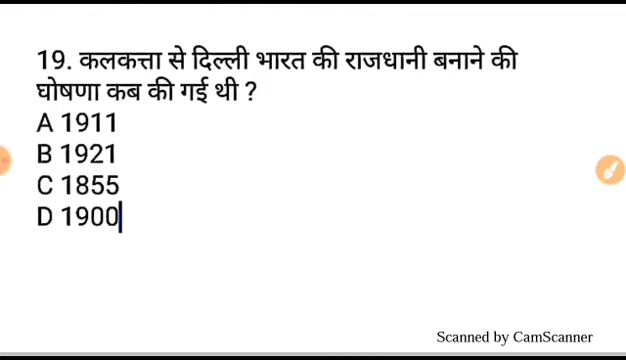 19. कलकत्ता से दिल्ली भारत की राजधानी बनाने की
घोषणा कब की गई थी ?
A 1911
B 1921
C 1855
D 1900
Scanned by CamScanner